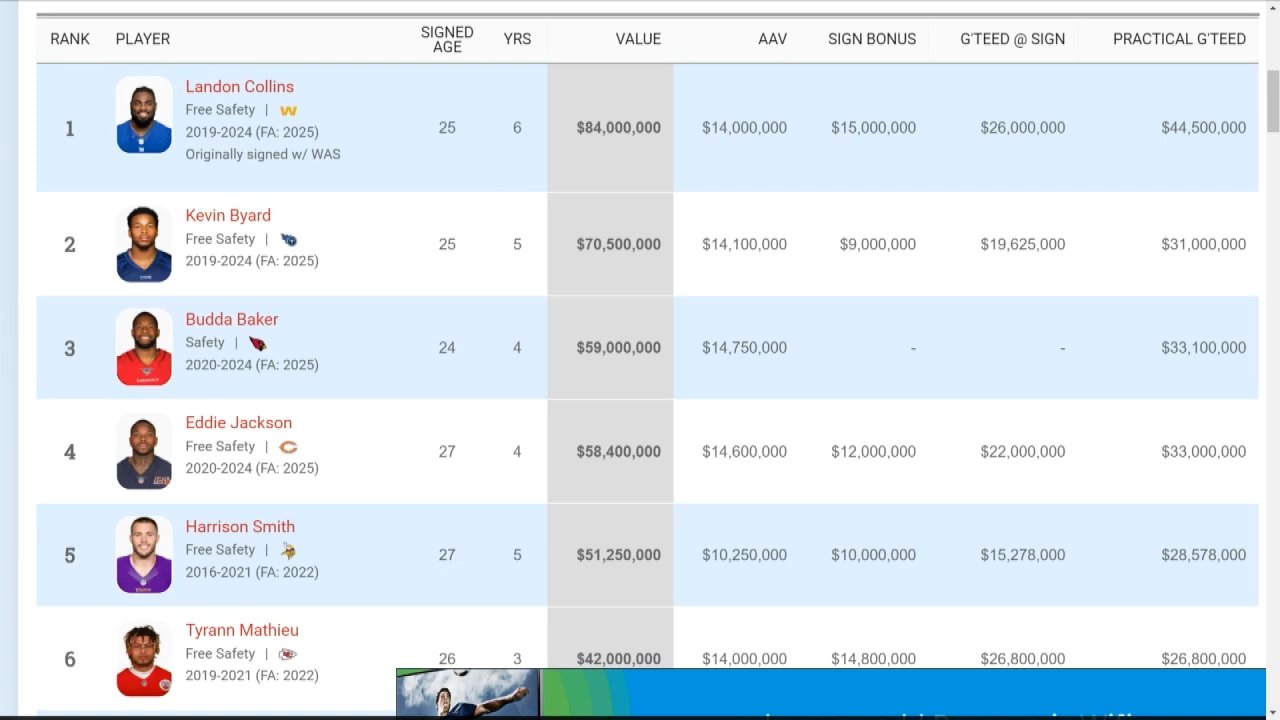 RANK PLAYER SIGNED AGE YRS VALUE AAV SIGN BONUS G'TEED @ SIGN PRACTICAL G'TEED
Landon Collins
Free Safety | W
2019-2024 (FA: 2025)
Originally signed w/ WAS
1 25 6 $84,000,000 $14,000,000 $15,000,000 $26,000,000 $44,500,000
Kevin Byard
Free Safety |
2019-2024 (FA: 2025)
2 25 5 $70,500,000 $14,100,000 $9,000,000 $19,625,000 $31,000,000
Budda Baker
Safety |
2020-2024 (FA: 2025)
3 24 4 $59,000,000 $14,750,000 - - $33,100,000
Eddie Jackson
Free Safety | C
2020-2024 (FA: 2025)
4 27 4 $58,400,000 $14,600,000 $12,000,000 $22,000,000 $33,000,000
Harrison Smith
Free Safety |
2016-2021 (FA: 2022)
5 27 5 $51,250,000 $10,250,000 $10,000,000 $15,278,000 $28,578,000
Tyrann Mathieu
Free Safety |
2019-2021 (FA: 2022)
6 26 3 $42,000,000 $14,000,000 $14,800,000 $26,800,000 $26,800,000